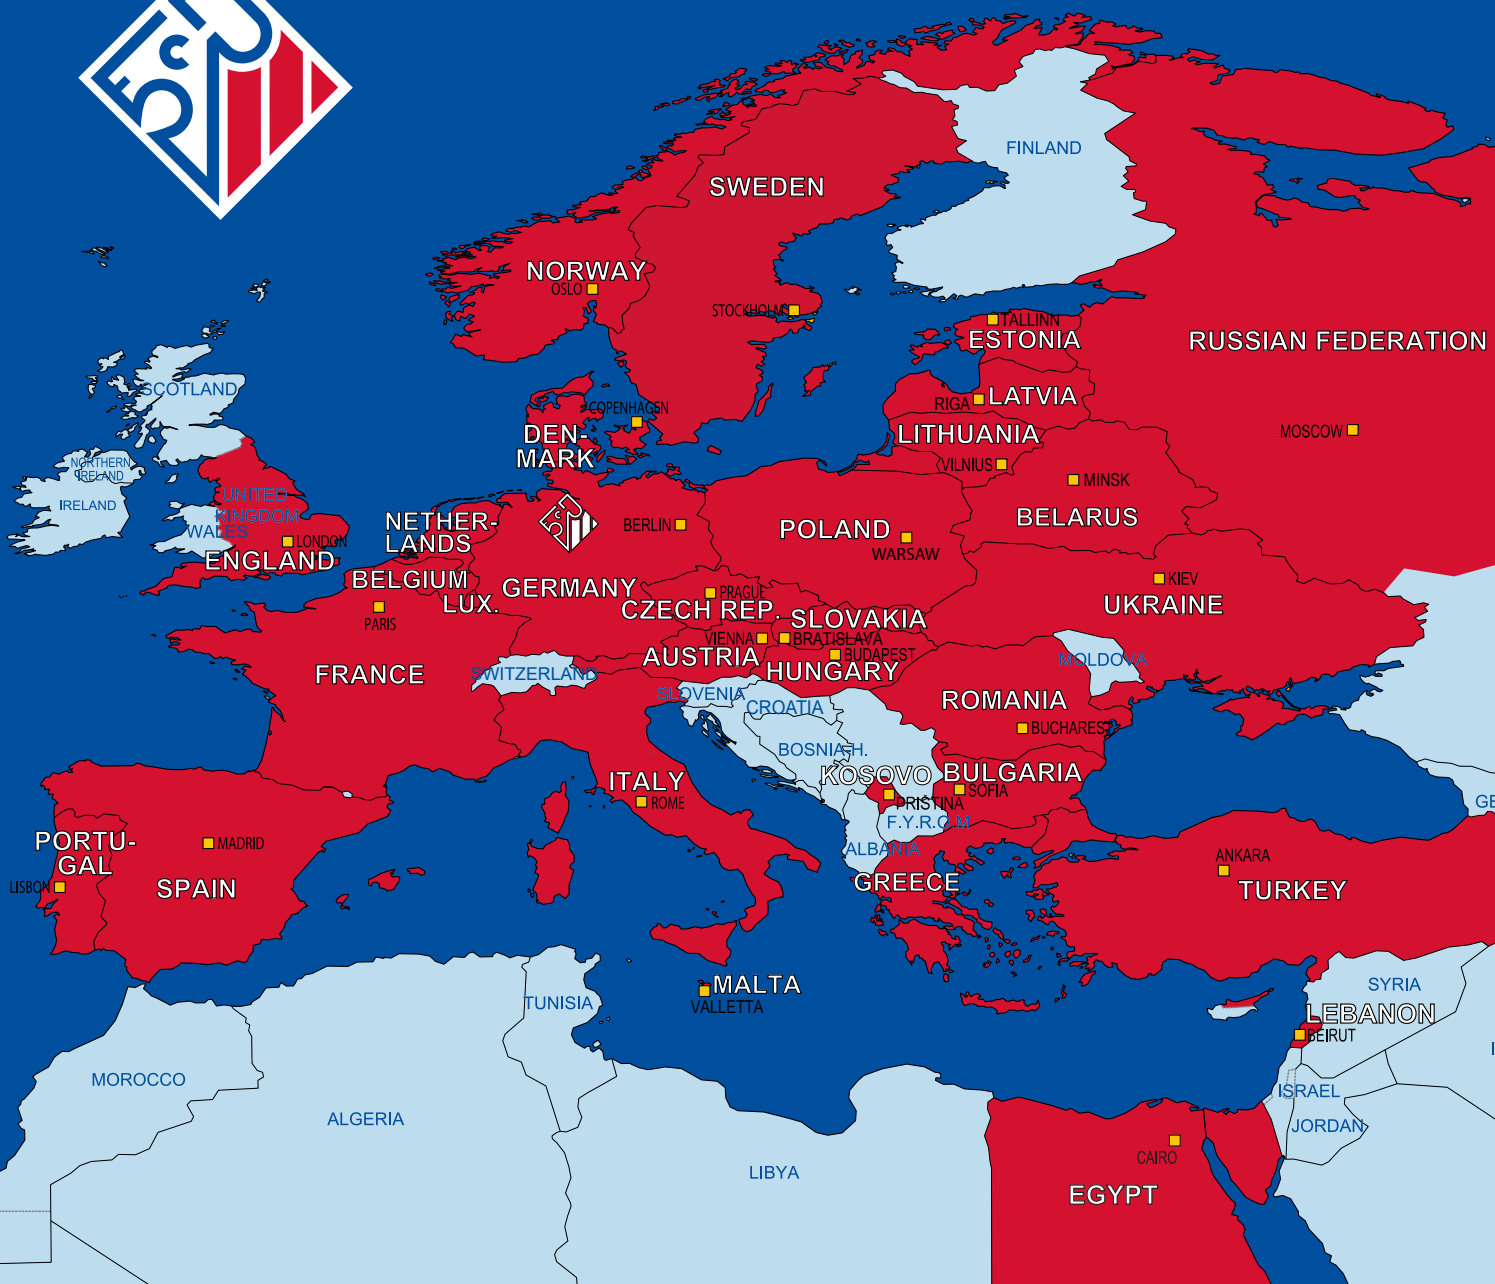 FINLAND
SWEDEN
NORWAY
OSLO
STOCKHOLM
TALLINN
ESTONIA
RUSSIAN FEDERATION
SCOTLAND
COPENHAGEN
RIGA
LATVIA
DEN-
MARK
LITHUANIA
MOSCOW
VILNIUS
MINSK
NORTHERN
IRELAND
IRELAND
UNITED
KINGDOM
WALES
LONDON
ENGLAND
NETHER-
LANDS
BERLIN
POLAND
WARSAW
BELARUS
BELGIUM
LUX.
GERMANY
PRAGUE
CZECH REP.
SLOVAKIA
KIEV
UKRAINE
PARIS
VIENNA
BRATISLAVA
AUSTRIA
BUDAPEST
HUNGARY
MOLDOVA
FRANCE
SWITZERLAND
SLOVENIA
CROATIA
ROMANIA
BUCHAREST
BOSNIA-H.
KOSOVO
BULGARIA
ITALY
ROME
PRIŠTINA
SOFIA
F.Y.R.O.M
GE
PORTU-
GAL
MADRID
LISBON
SPAIN
ALBANIA
GREECE
ANKARA
TURKEY
MALTA
VALLETTA
TUNISIA
SYRIA
LEBANON
BEIRUT
MOROCCO
ALGERIA
ISRAEL
JORDAN
LIBYA
CAIRO
EGYPT